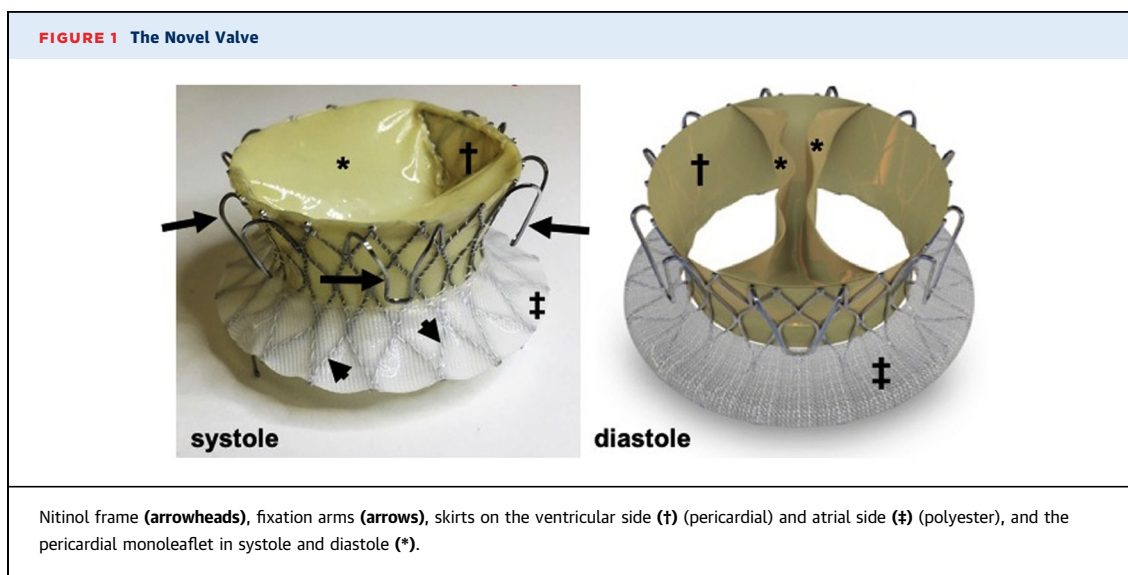 FIGURE 1 The Novel Valve
* † ‡
systole
† * * ‡
diastole
Nitinol frame (arrowheads), fixation arms (arrows), skirts on the ventricular side (†) (pericardial) and atrial side (‡) (polyester), and the
pericardial monoleaflet in systole and diastole (*).